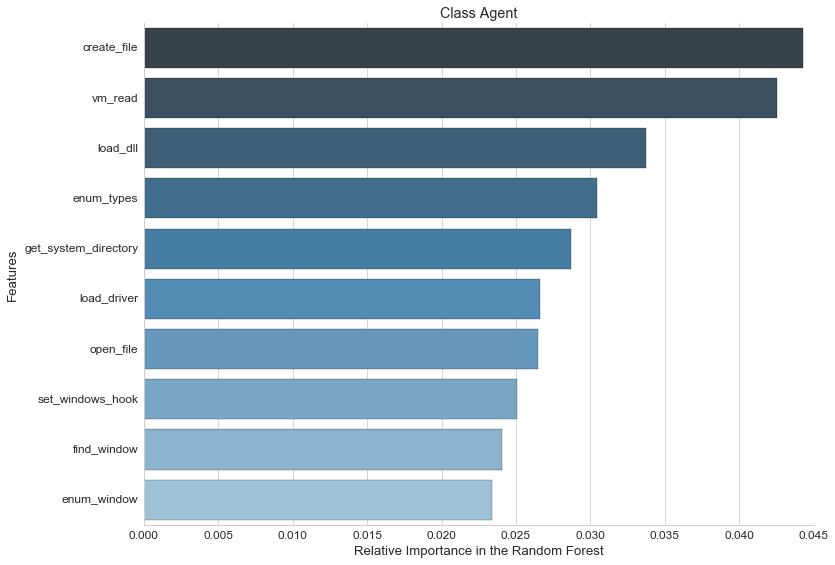 Class Agent
Features
create_file
vm_read
load_dll
enum_types
get_system_directory
load_driver
open_file
set_windows_hook
find_window
enum_window
0.000 0.005 0.010 0.015 0.020 0.025 0.030 0.035 0.040 0.045
Relative Importance in the Random Forest